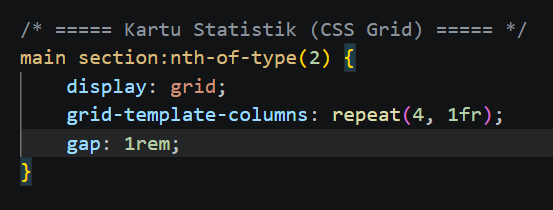 /* ===== Kartu Statistik (CSS Grid) ===== */
main section:nth-of-type(2) {
    display: grid;
    grid-template-columns: repeat(4, 1fr);
    gap: 1rem;
}